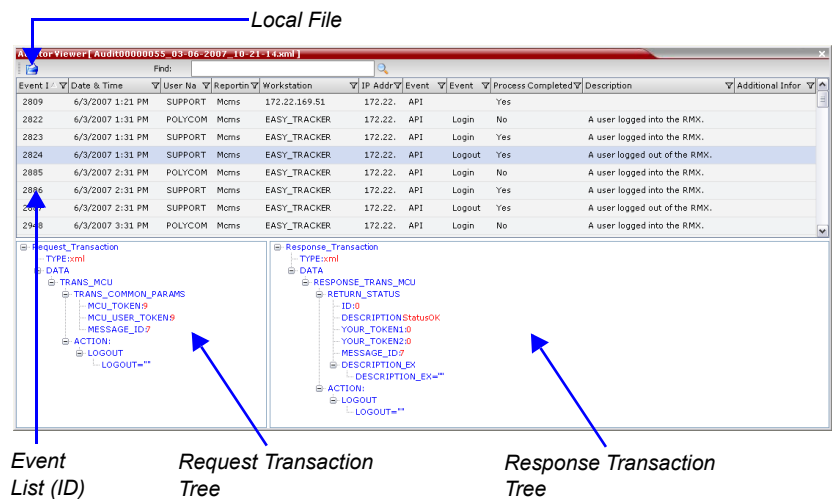 Local File
Auditor Viewer [ Audit00000055_03-06-2007_10-21-14.xml ]
Find:
Event I Date & Time User Na Reportin Workstation IP Addr Event Event Process Completed Description Additional Infor
2809 6/3/2007 1:21 PM SUPPORT Mcms 172.22.169.51 172.22. API Yes
2822 6/3/2007 1:31 PM POLYCOM Mcms EASY_TRACKER 172.22. API Login No A user logged into the RMX.
2823 6/3/2007 1:31 PM SUPPORT Mcms EASY_TRACKER 172.22. API Login Yes A user logged into the RMX.
2824 6/3/2007 1:31 PM SUPPORT Mcms EASY_TRACKER 172.22. API Logout Yes A user logged out of the RMX.
2885 6/3/2007 2:31 PM POLYCOM Mcms EASY_TRACKER 172.22. API Login No A user logged into the RMX.
2886 6/3/2007 2:31 PM SUPPORT Mcms EASY_TRACKER 172.22. API Login Yes A user logged into the RMX.
6/3/2007 2:31 PM SUPPORT Mcms EASY_TRACKER 172.22. API Logout Yes A user logged out of the RMX.
2948 6/3/2007 3:31 PM POLYCOM Mcms EASY_TRACKER 172.22. API Login No A user logged into the RMX.
Request_Transaction
TYPE:xml
DATA
TRANS_MCU
TRANS_COMMON_PARAMS
MCU_TOKEN:9
MCU_USER_TOKEN:9
MESSAGE_ID:7
ACTION:
LOGOUT
LOGOUT=""
Response_Transaction
TYPE:xml
DATA
RESPONSE_TRANS_MCU
RETURN_STATUS
ID:0
DESCRIPTION:StatusOK
YOUR_TOKEN1:0
YOUR_TOKEN2:0
MESSAGE_ID:7
DESCRIPTION_EX
DESCRIPTION_EX=""
ACTION:
LOGOUT
LOGOUT=""
Event
List (ID)
Request Transaction
Tree
Response Transaction
Tree